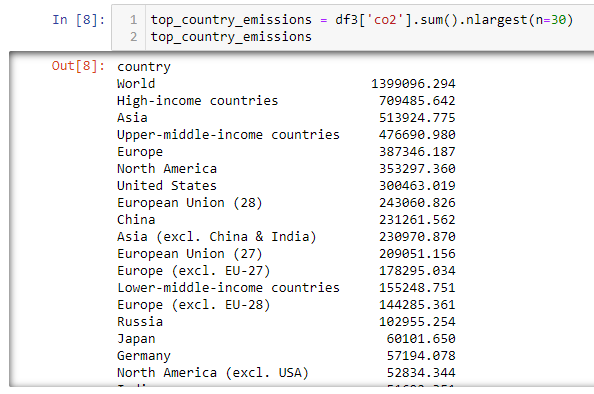 In [8]: 1 top_country_emissions = df3['co2'].sum().nlargest(n=30)
2 top_country_emissions
Out[8]: country
World 1399096.294
High-income countries 709485.642
Asia 513924.775
Upper-middle-income countries 476690.980
Europe 387346.187
North America 353297.360
United States 300463.019
European Union (28) 243060.826
China 231261.562
Asia (excl. China & India) 230970.870
European Union (27) 209051.156
Europe (excl. EU-27) 178295.034
Lower-middle-income countries 155248.751
Europe (excl. EU-28) 144285.361
Russia 102955.254
Japan 60101.650
Germany 57194.078
North America (excl. USA) 52834.344